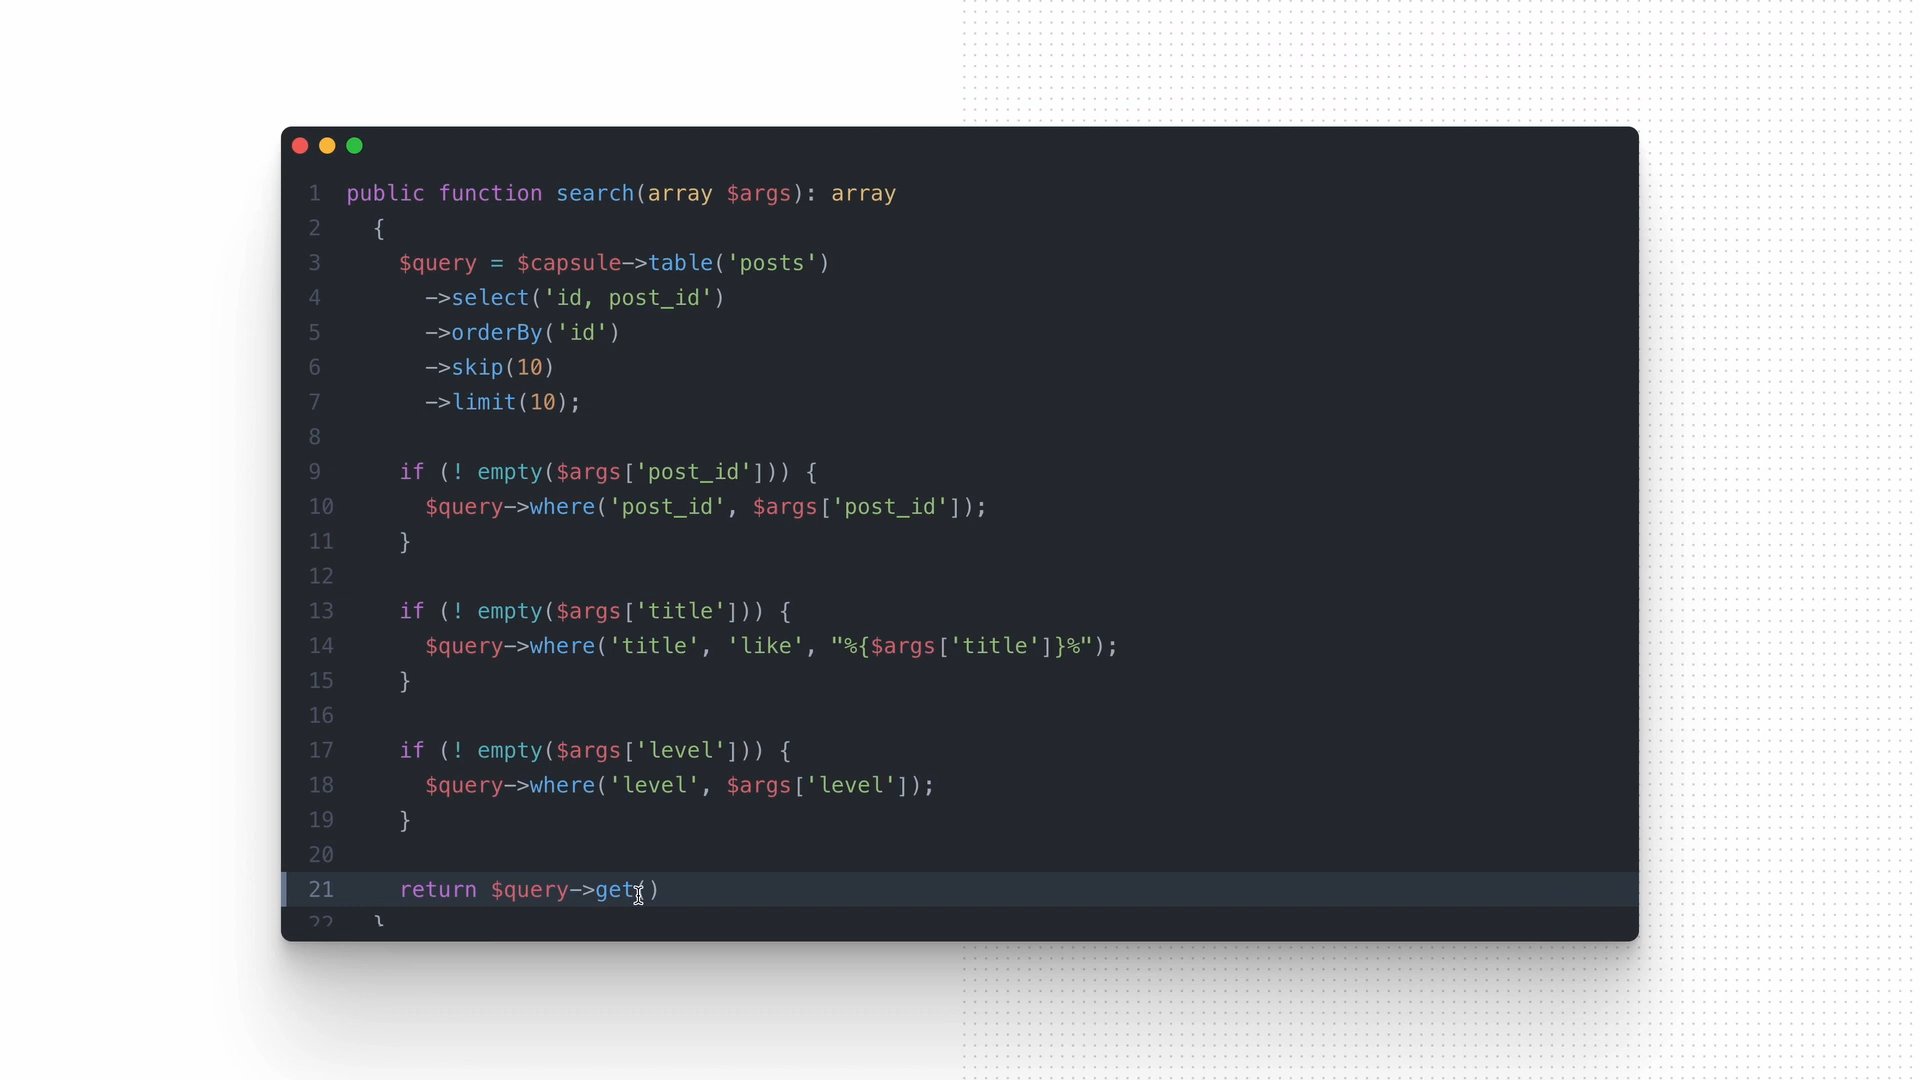 1 public function search(array $args): array
2 {
3 $query = $capsule->table('posts')
4 ->select('id, post_id')
5 ->orderBy('id')
6 ->skip(10)
7 ->limit(10);
8
9 if (! empty($args['post_id'])) {
10 $query->where('post_id', $args['post_id']);
11 }
12
13 if (! empty($args['title'])) {
14 $query->where('title', 'like', "%{$args['title']}%");
15 }
16
17 if (! empty($args['level'])) {
18 $query->where('level', $args['level']);
19 }
20
21 return $query->get()
22 }